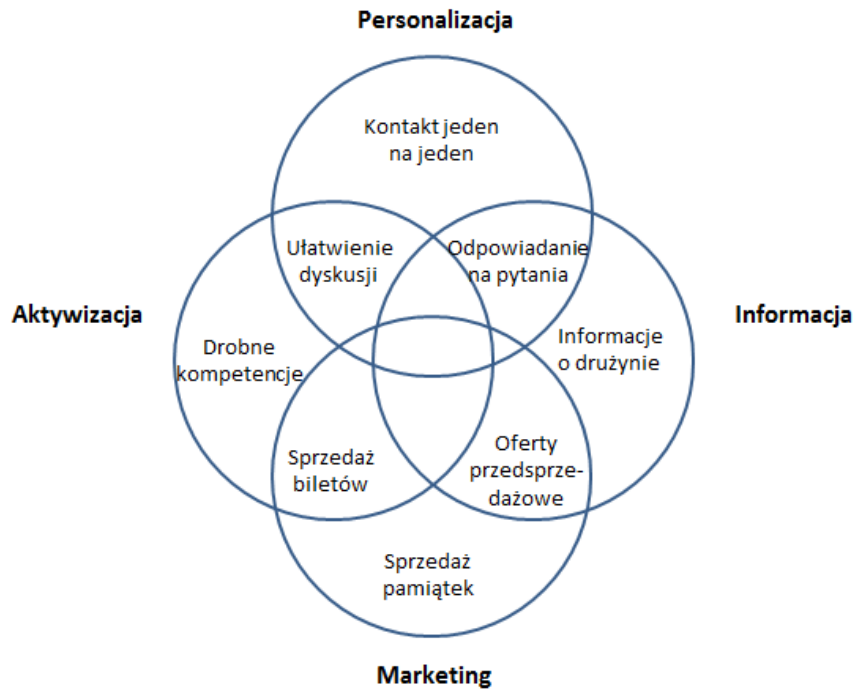 Personalizacja
Kontakt jeden
na jeden
Ułatwienie
dyskusji
Odpowiadanie
na pytania
Aktywizacja
Informacja
Drobne
kompetencje
Informacje
o drużynie
Sprzedaż
biletów
Oferty
przedsprze-
dażowe
Sprzedaż
pamiątek
Marketing